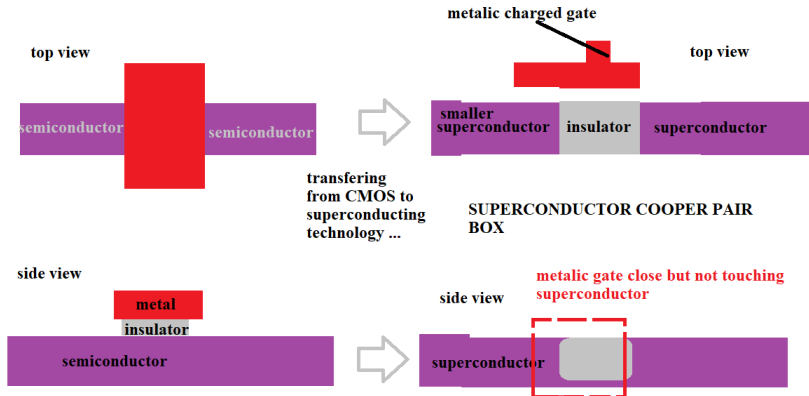 metalic charged gate
top view
top view
semiconductor
semiconductor
smaller
superconductor
insulator
superconductor
transfering
from CMOS to
superconducting
technology ...
SUPERCONDUCTOR COOPER PAIR
BOX
side view
metal
insulator
semiconductor
side view
metalic gate close but not touching
superconductor
superconductor